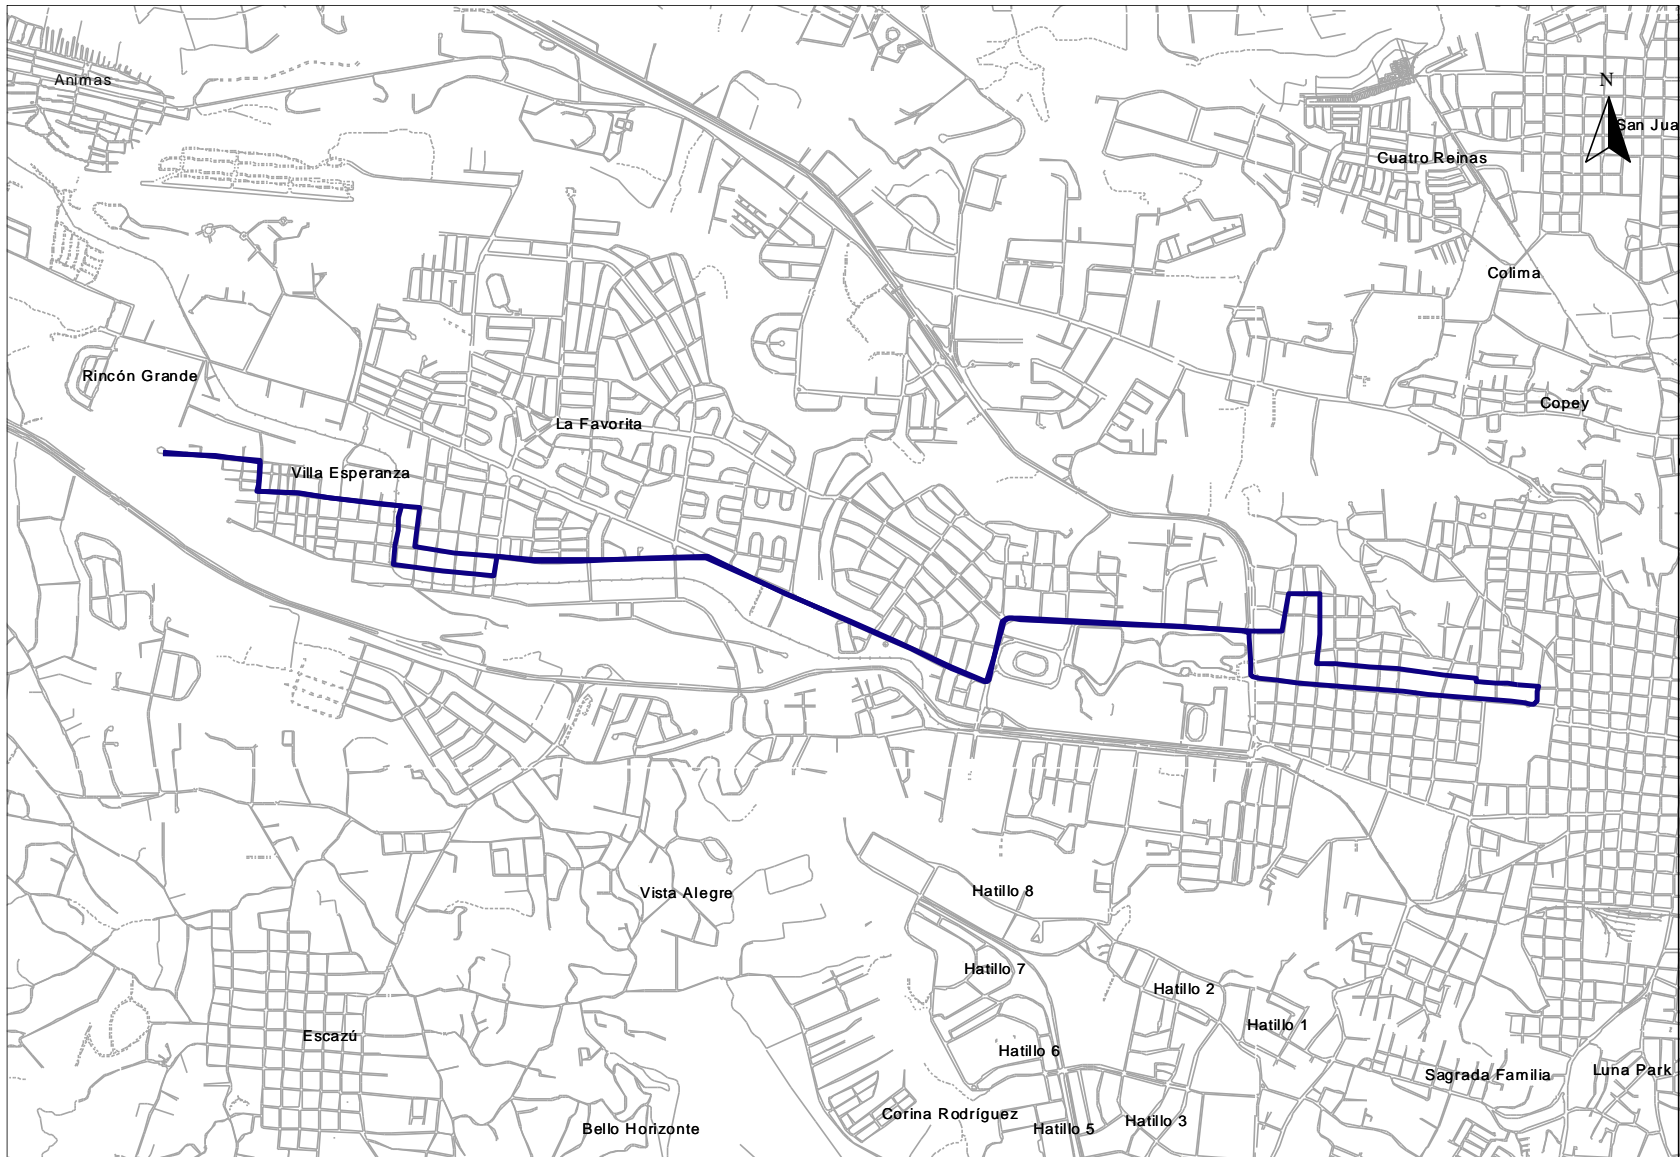 N
Animas
San Jua
Cuatro Reinas
Colima
Rincón Grande
Copey
La Favorita
Villa Esperanza
Vista Alegre
Hatillo 8
Hatillo 7
Hatillo 2
Hatillo 1
Escazú
Hatillo 6
Luna Park
Sagrada Familia
Corina Rodríguez
Hatillo 3
Bello Horizonte
Hatillo 5